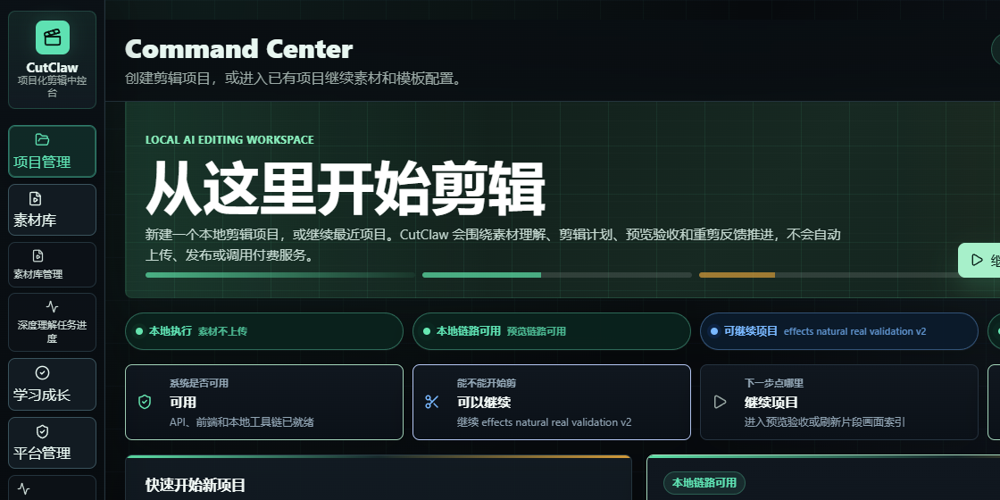 CutClaw
项目化剪辑中控
台
项目管理
素材库
素材库管理
深度理解任务进
度
学习成长
平台管理
Command Center
创建剪辑项目，或进入已有项目继续素材和模板配置。
LOCAL AI EDITING WORKSPACE
从这里开始剪辑
新建一个本地剪辑项目，或继续最近项目。CutClaw 会围绕素材理解、剪辑计划、预览验收和重剪反馈推进，不会自动
上传、发布或调用付费服务。
继
本地执行 素材不上传
本地链路可用 预览链路可用
可继续项目 effects natural real validation v2
系统是否可用
可用
API、前端和本地工具链已就绪
能不能开始剪
可以继续
继续 effects natural real validation v2
下一步点哪里
继续项目
进入预览验收或刷新片段画面索引
快速开始新项目
本地链路可用